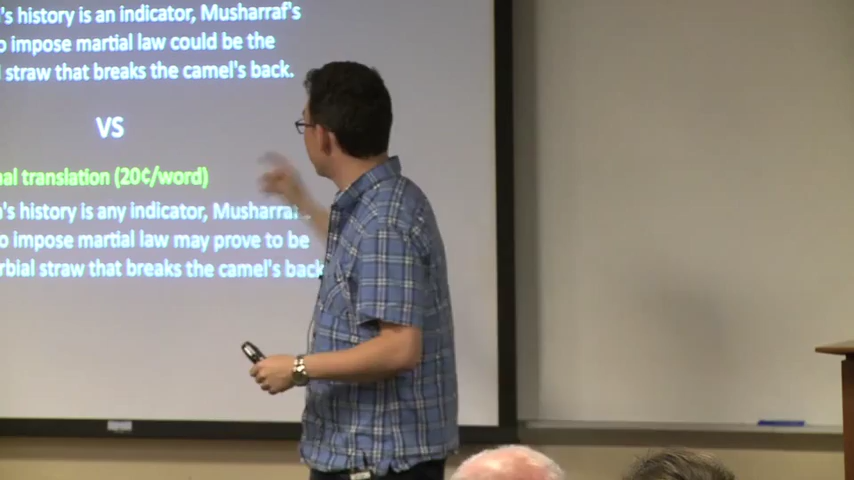 's history is an indicator, Musharraf's
o impose martial law could be the
straw that breaks the camel's back.
VS
nal translation (20¢/word)
's history is any indicator, Musharraf's
o impose martial law may prove to be
rbial straw that breaks the camel's back